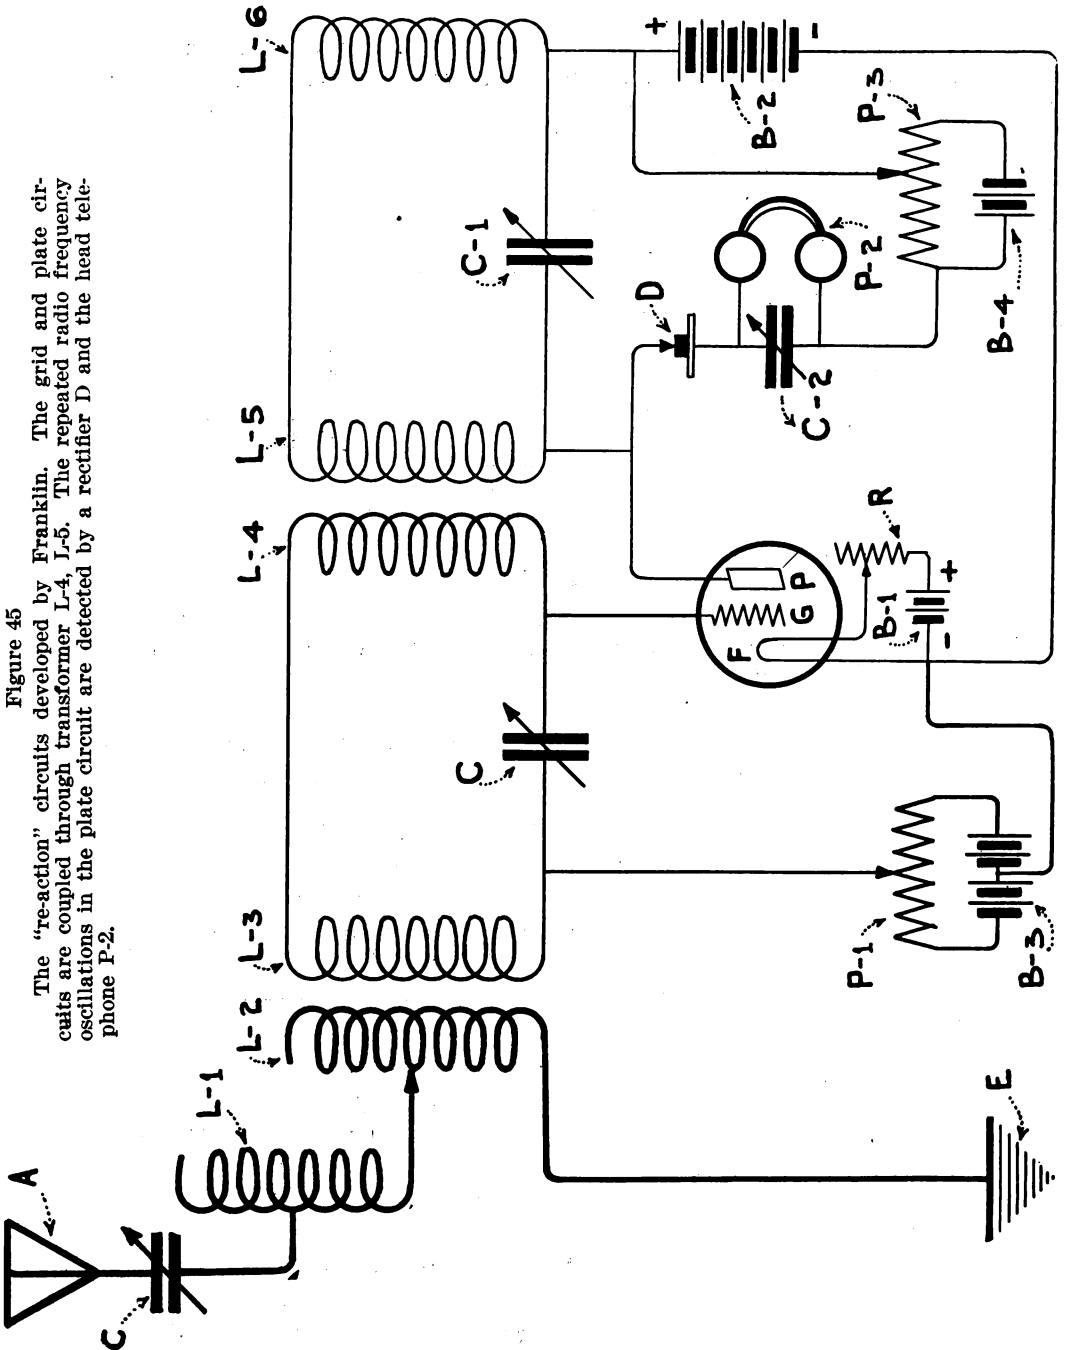 Figure 45
The "re-action" circuits developed by Franklin. The grid and plate cir-
cuits are coupled through transformer L-4, L-5. The repeated radio frequency
oscillations in the plate circuit are detected by a rectifier D and the head tele-
phone P-2.
A
C
L-1
L-2
L-3
L-4
L-5
L-6
C
C-1
+
-
B-2
D
P-2
P-3
C-2
B-4
-
F
G
P
R
B-1
+
-
P-1
B-3
E